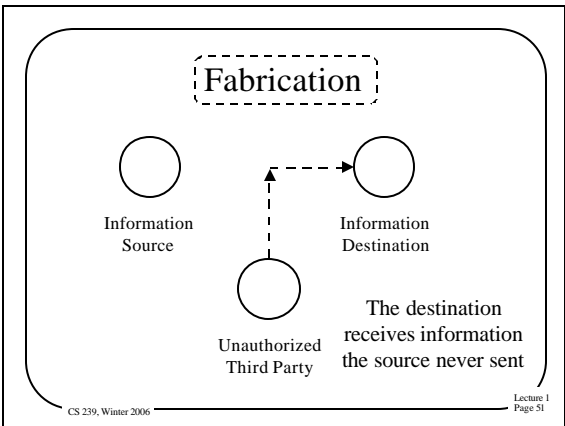 Fabrication
Information
Source
Information
Destination
Unauthorized
Third Party
The destination
receives information
the source never sent
CS 239, Winter 2006
Lecture 1
Page 51